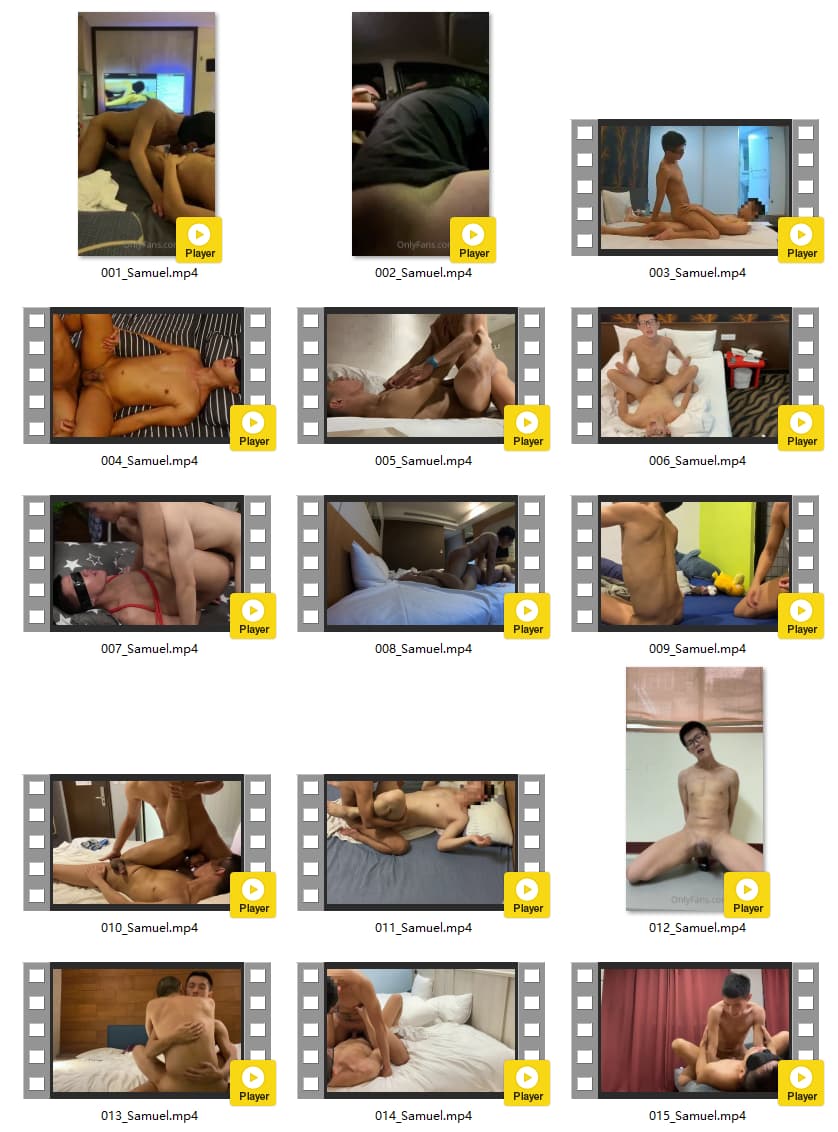 OnlyFans.com
Player
001_Samuel.mp4
OnlyFans.com
Player
002_Samuel.mp4
Player
003_Samuel.mp4
Player
004_Samuel.mp4
Player
005_Samuel.mp4
Player
006_Samuel.mp4
Player
007_Samuel.mp4
Player
008_Samuel.mp4
Player
009_Samuel.mp4
Player
010_Samuel.mp4
Player
011_Samuel.mp4
OnlyFans.com
Player
012_Samuel.mp4
Player
013_Samuel.mp4
Player
014_Samuel.mp4
Player
015_Samuel.mp4